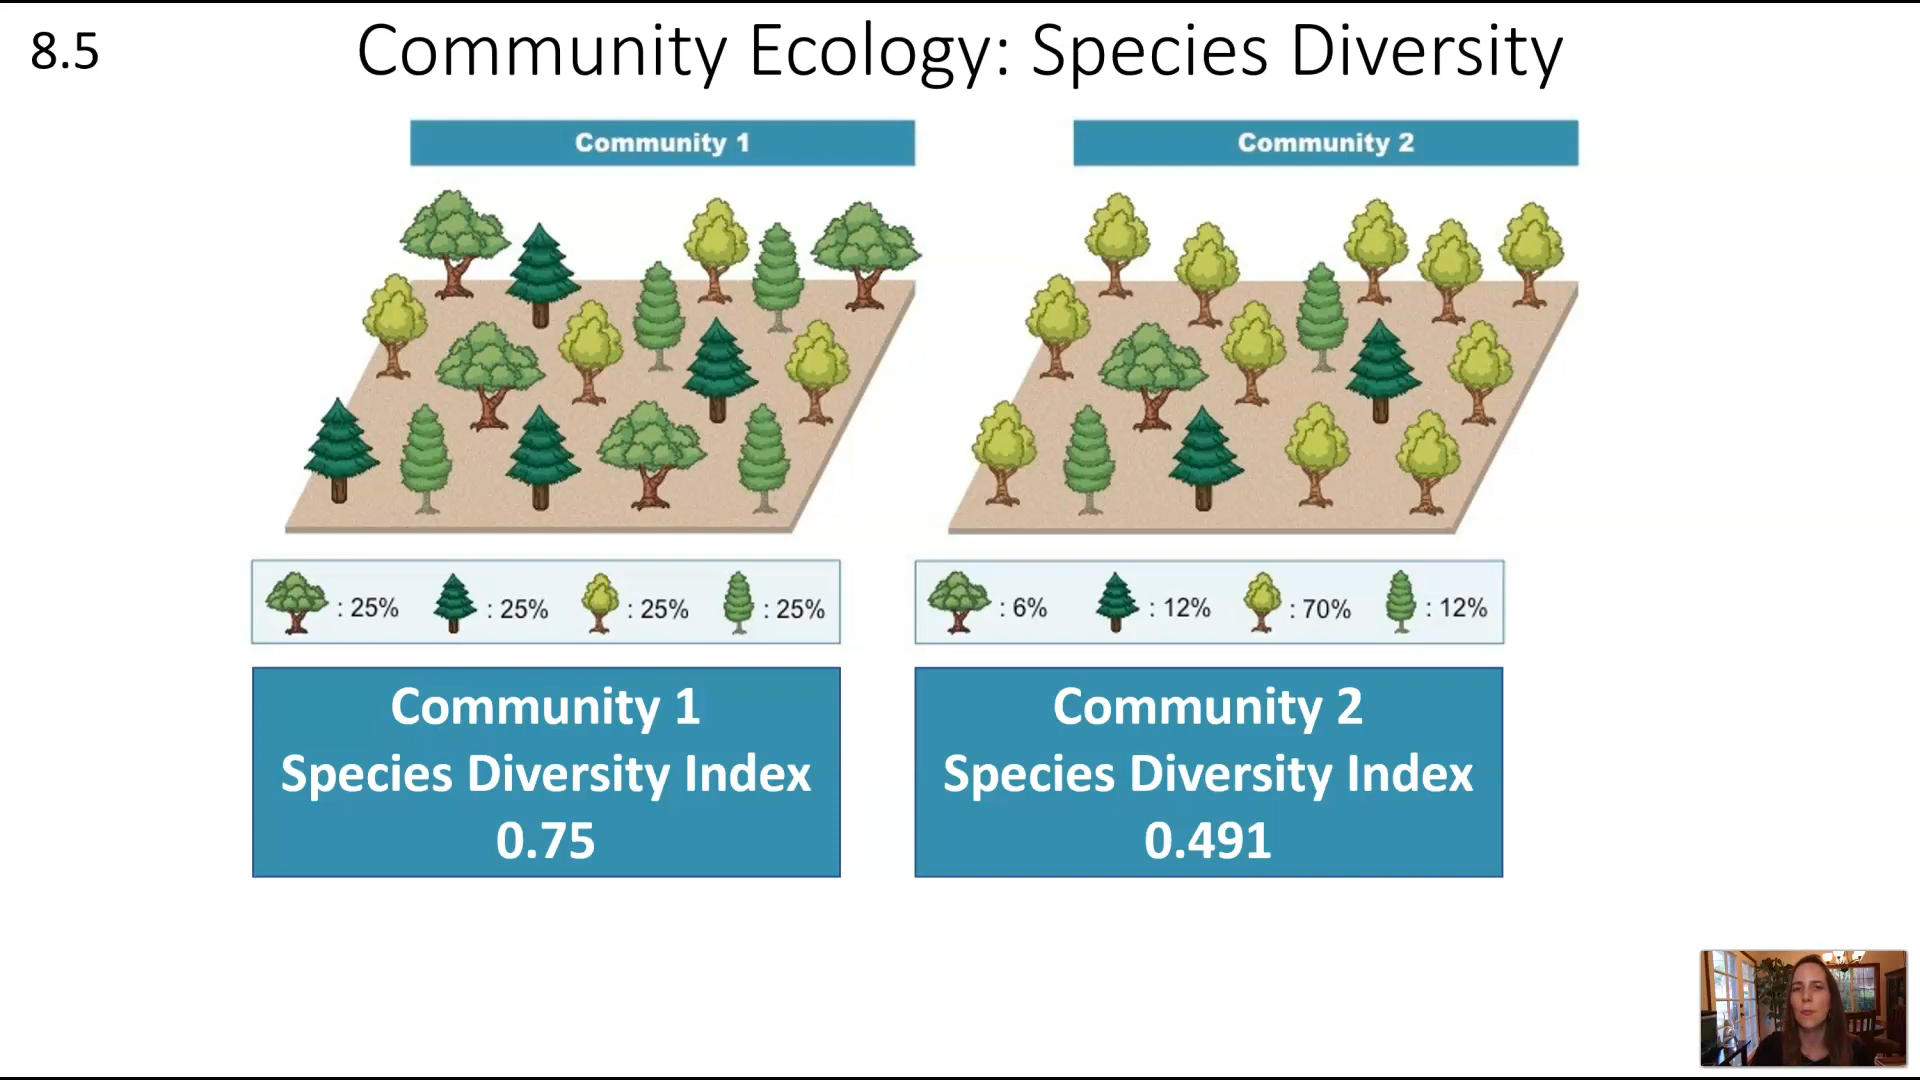 8.5
Community Ecology: Species Diversity
Community 1
Community 2
: 25% : 25% : 25% : 25%
: 6% : 12% : 70% : 12%
Community 1
Species Diversity Index
0.75
Community 2
Species Diversity Index
0.491